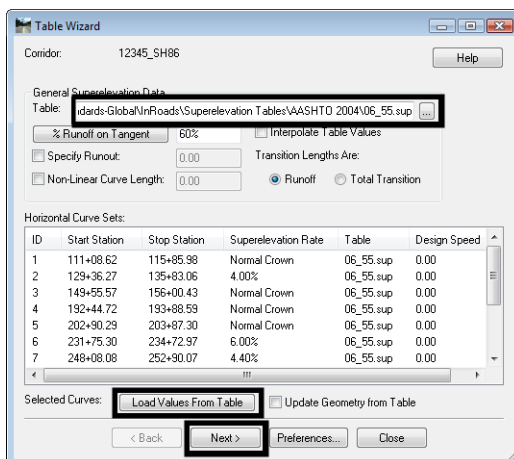 Table Wizard
Corridor: 12345_SH86
Help
General Superelevation Data
Table: dards-Global\InRoads\Superelevation Tables\AASHTO 2004\06_55.sup ...
% Runoff on Tangent 60% Interpolate Table Values
Specify Runout: 0.00 Transition Lengths Are:
Non-Linear Curve Length: 0.00 Runoff Total Transition
Horizontal Curve Sets:
ID Start Station Stop Station Superelevation Rate Table Design Speed
1 111+08.62 115+85.98 Normal Crown 06_55.sup 0.00
2 129+36.27 135+83.06 4.00% 06_55.sup 0.00
3 149+55.57 156+00.43 Normal Crown 06_55.sup 0.00
4 192+44.72 193+88.59 Normal Crown 06_55.sup 0.00
5 202+90.29 203+87.30 Normal Crown 06_55.sup 0.00
6 231+75.30 234+72.97 6.00% 06_55.sup 0.00
7 248+08.08 252+90.07 4.40% 06_55.sup 0.00
Selected Curves: Load Values From Table Update Geometry from Table
< Back Next > Preferences... Close